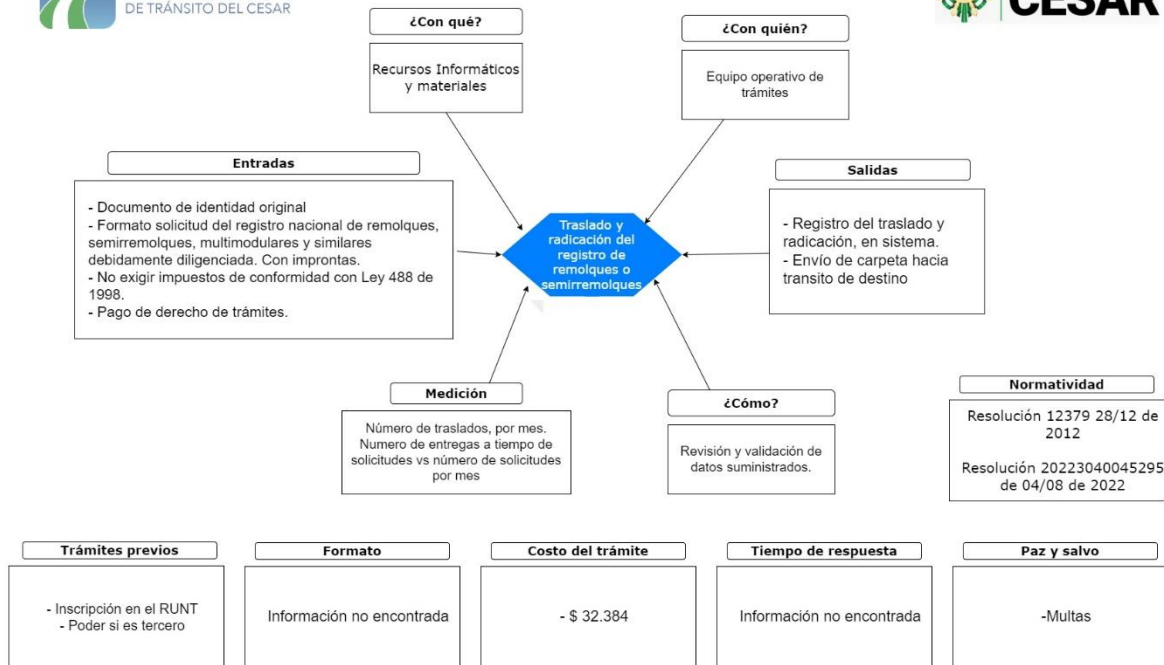 DE TRÁNSITO DEL CESAR
CESAR
¿Con qué?
Recursos Informáticos
y materiales
¿Con quién?
Equipo operativo de
trámites
Entradas
- Documento de identidad original
- Formato solicitud del registro nacional de remolques,
semirremolques, multimodulares y similares
debidamente diligenciada. Con improntas.
- No exigir impuestos de conformidad con Ley 488 de
1998.
- Pago de derecho de trámites.
Traslado y
radicación del
registro de
remolques o
semirremolques
Salidas
- Registro del traslado y
radicación, en sistema.
- Envío de carpeta hacia
transito de destino
Medición
Número de traslados, por mes.
Numero de entregas a tiempo de
solicitudes vs número de solicitudes
por mes
¿Cómo?
Revisión y validación de
datos suministrados.
Normatividad
Resolución 12379 28/12 de
2012
Resolución 20223040045295
de 04/08 de 2022
Trámites previos
- Inscripción en el RUNT
- Poder si es tercero
Formato
Información no encontrada
Costo del trámite
- $ 32.384
Tiempo de respuesta
Información no encontrada
Paz y salvo
-Multas